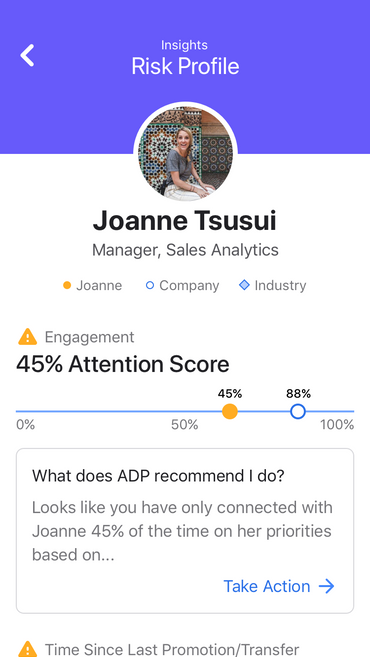 Insights
Risk Profile
Joanne Tsusui
Manager, Sales Analytics
Joanne Company Industry
Engagement
45% Attention Score
45% 88%
0% 50% 100%
What does ADP recommend I do?
Looks like you have only connected with
Joanne 45% of the time on her priorities
based on...
Take Action
Time Since Last Promotion/Transfer